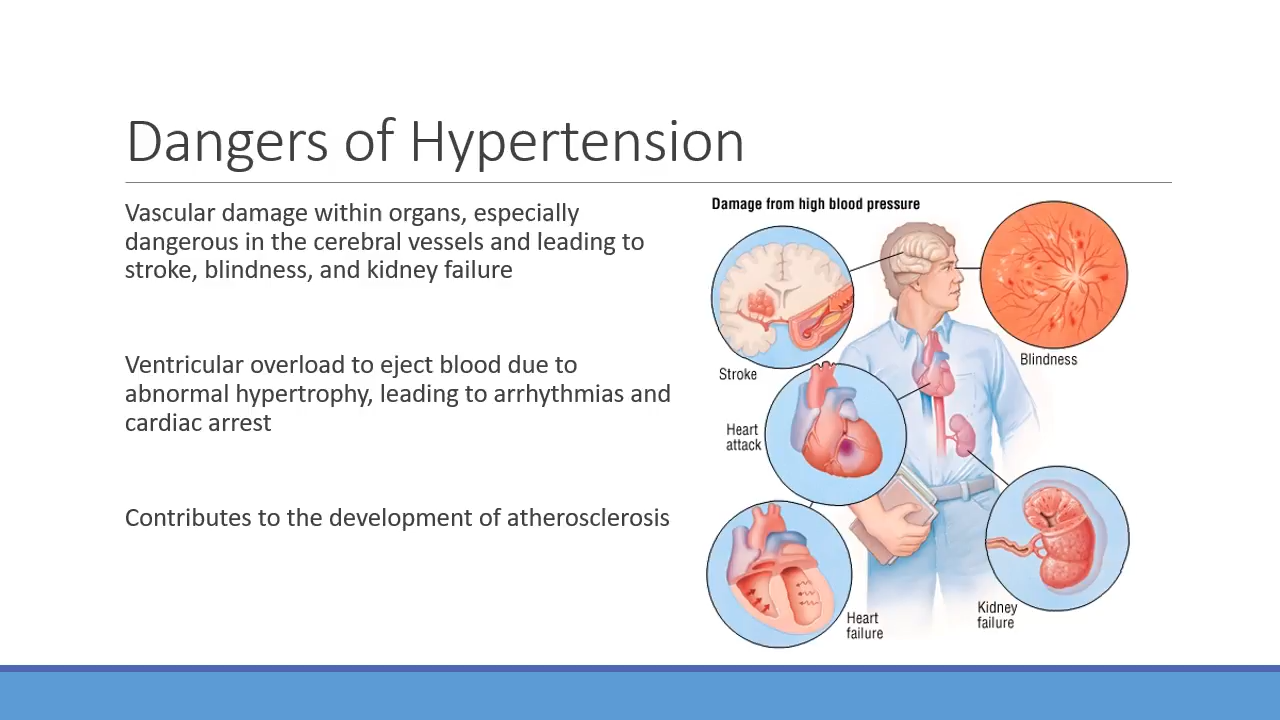 Dangers of Hypertension
Vascular damage within organs, especially
dangerous in the cerebral vessels and leading to
stroke, blindness, and kidney failure
Ventricular overload to eject blood due to
abnormal hypertrophy, leading to arrhythmias and
cardiac arrest
Contributes to the development of atherosclerosis
Damage from high blood pressure
Stroke
Blindness
Heart
attack
Heart
failure
Kidney
failure